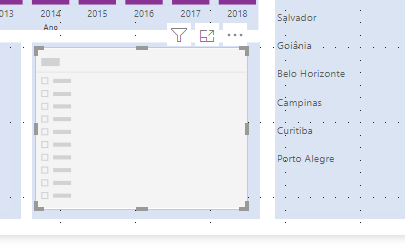 013 2014 2015 2016 2017 2018
Ano
Salvador
Goiânia
Belo Horizonte
Campinas
Curitiba
Porto Alegre